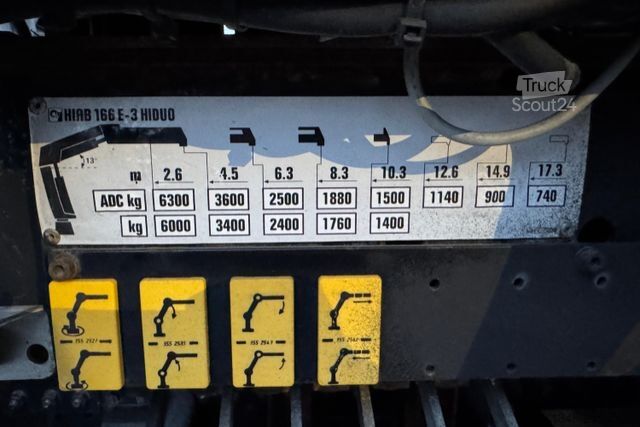 Truck
Scout24
HIAB 166 E-3 HIDUO
13°
m 2.6 4.5 6.3 8.3 10.3 12.6 14.9 17.3
ADC kg 6300 3600 2500 1880 1500 1140 900 740
kg 6000 3400 2400 1760 1400